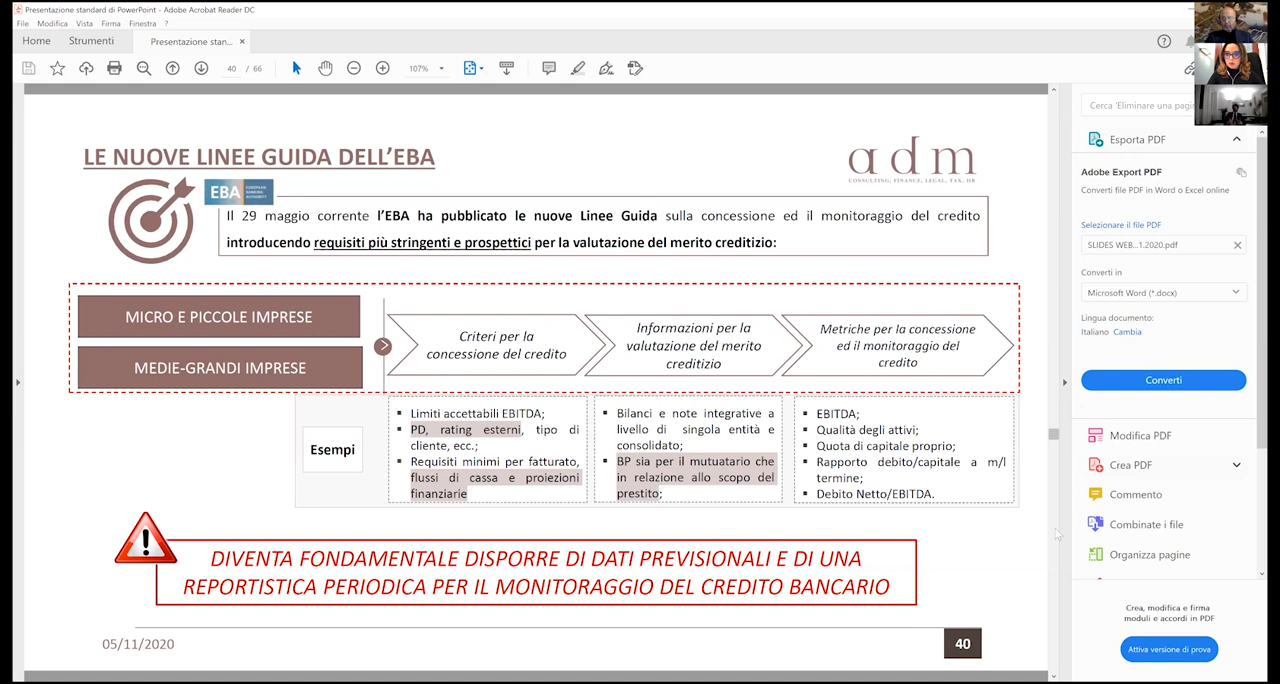 Presentazione standard di PowerPoint - Adobe Acrobat Reader DC
File Modifica Vista Firma Finestra ?
Home Strumenti Presentazione stan... ×
40 / 66 107%
LE NUOVE LINEE GUIDA DELL'EBA
adm
CONSULTING, FINANCE, LEGAL, TAX, HR
EBA EUROPEAN BANKING AUTHORITY
Il 29 maggio corrente l'EBA ha pubblicato le nuove Linee Guida sulla concessione ed il monitoraggio del credito
introducendo requisiti più stringenti e prospettici per la valutazione del merito creditizio:
MICRO E PICCOLE IMPRESE
MEDIE-GRANDI IMPRESE
Criteri per la
concessione del credito
Informazioni per la
valutazione del merito
creditizio
Metriche per la concessione
ed il monitoraggio del
credito
Esempi
▪ Limiti accettabili EBITDA;
▪ PD, rating esterni, tipo di
cliente, ecc.;
▪ Requisiti minimi per fatturato,
flussi di cassa e proiezioni
finanziarie
▪ Bilanci e note integrative a
livello di singola entità e
consolidato;
▪ BP sia per il mutuatario che
in relazione allo scopo del
prestito;
▪ EBITDA;
▪ Qualità degli attivi;
▪ Quota di capitale proprio;
▪ Rapporto debito/capitale a m/l
termine;
▪ Debito Netto/EBITDA.
DIVENTA FONDAMENTALE DISPORRE DI DATI PREVISIONALI E DI UNA
REPORTISTICA PERIODICA PER IL MONITORAGGIO DEL CREDITO BANCARIO
05/11/2020
40
Cerca 'Eliminare una pagin
Esporta PDF
Adobe Export PDF
Converti file PDF in Word o Excel online
Selezionare il file PDF
SLIDES WEB...1.2020.pdf
Converti in
Microsoft Word (*.docx)
Lingua documento:
Italiano Cambia
Converti
Modifica PDF
Crea PDF
Commento
Combinate i file
Organizza pagine
Crea, modifica e firma
moduli e accordi in PDF
Attiva versione di prova